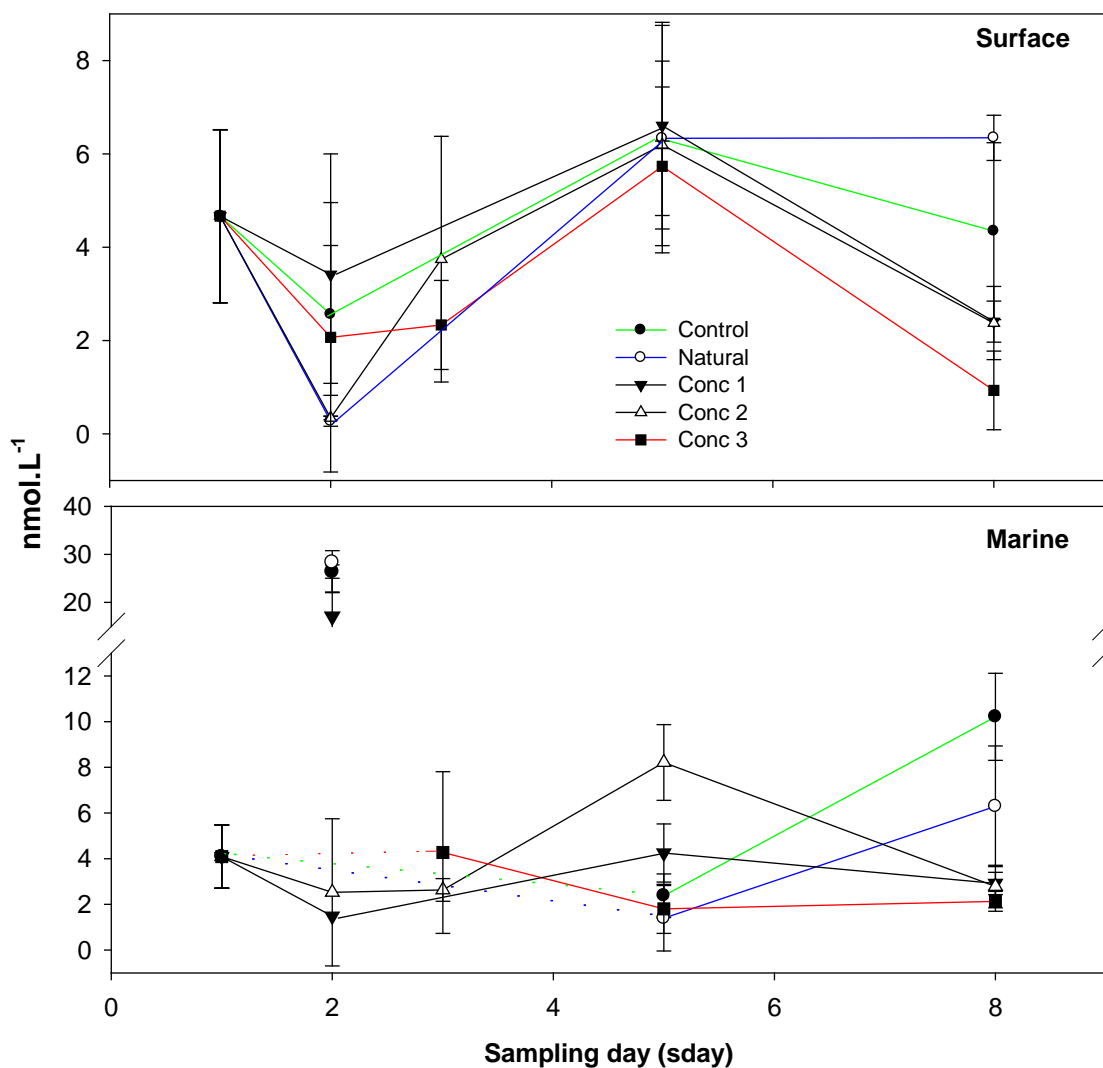 Surface
8
6
4
2
0
Control
Natural
Conc 1
Conc 2
Conc 3
nmol.L-1
Marine
40
30
20
12
10
8
6
4
2
0
0 2 4 6 8
Sampling day (sday)